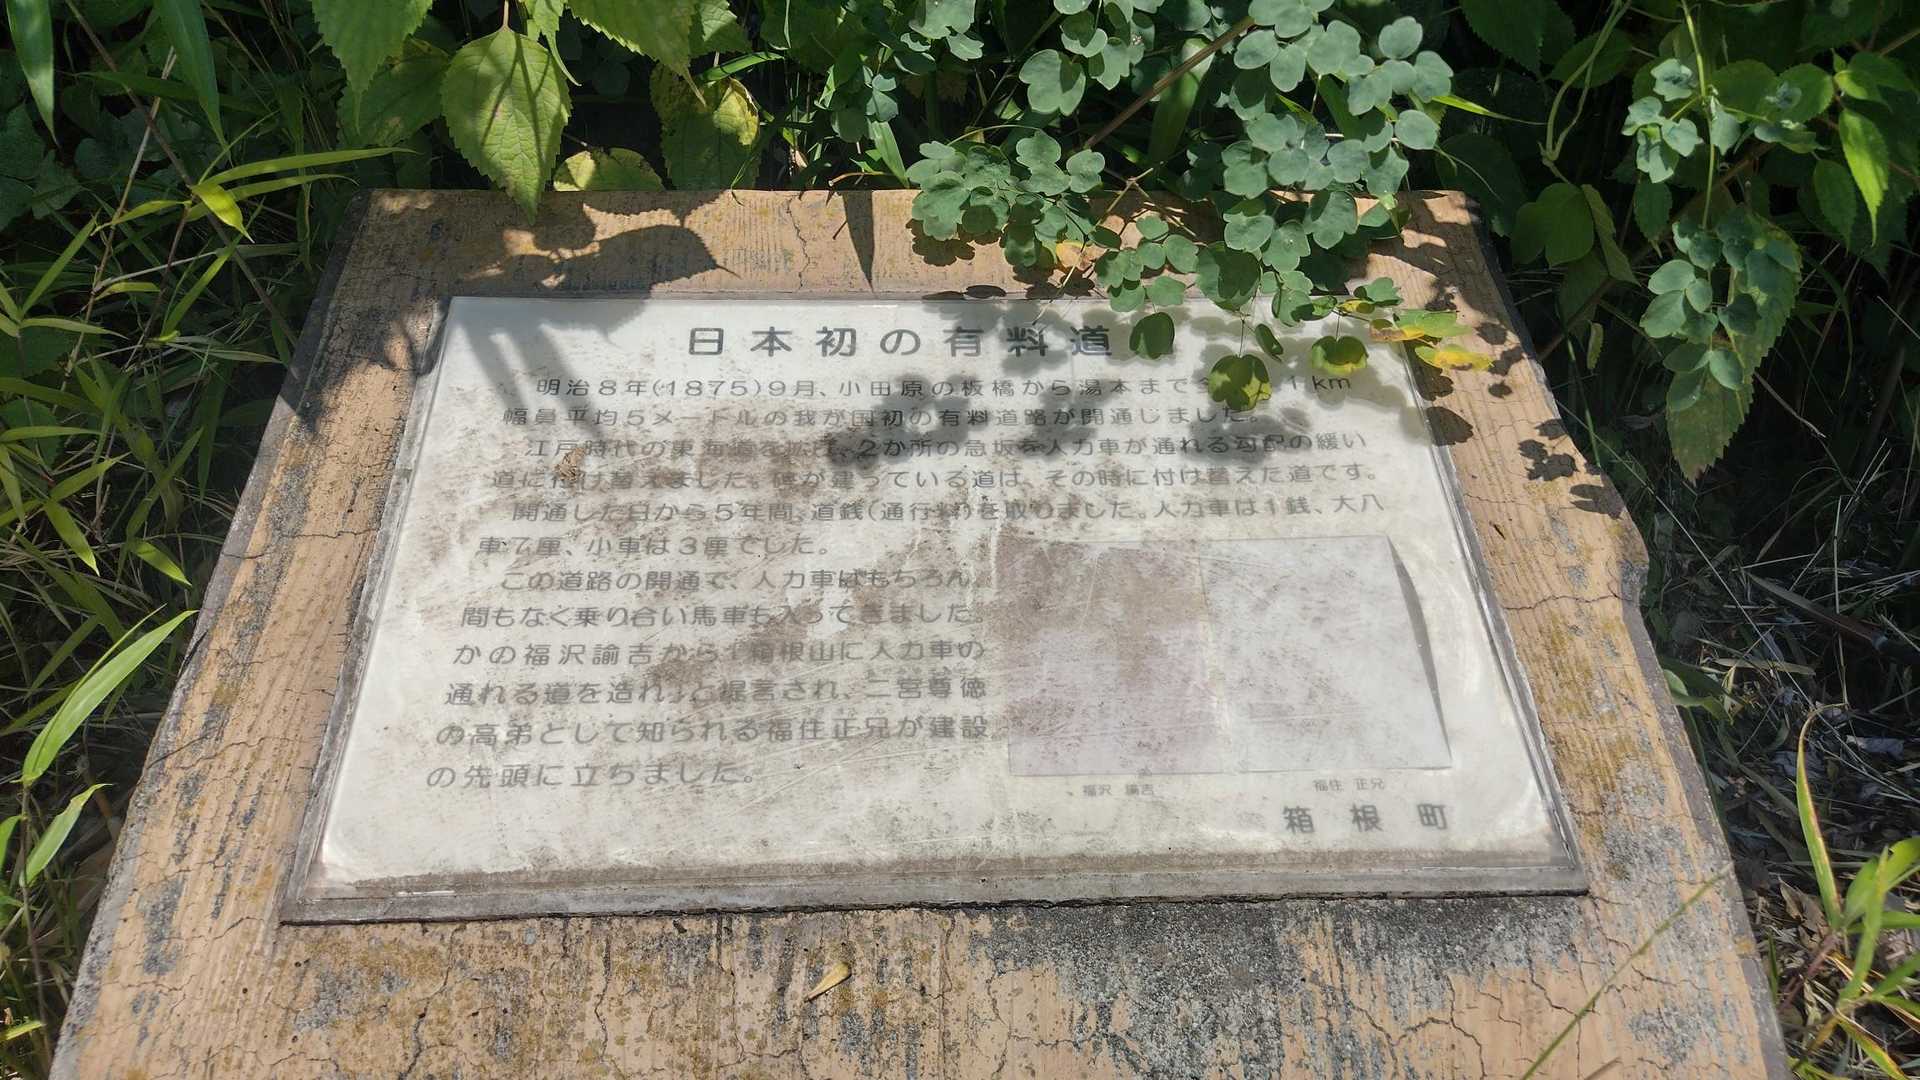 日本初の有料道
明治8年(1875)9月、小田原の板橋から湯本まで全 1km
幅員平均5メートルの我が国初の有料道路が開通しました。
江戸時代の東海道を拡げ、2か所の急坂を人力車が通れる勾配の緩い
道に付け替えました。碑が建っている道は、その時に付け替えた道です。
開通した日から5年間、道銭(通行料)を取りました。人力車は1銭、大八
車7厘、小車は3厘でした。
この道路の開通で、人力車はもちろん、
間もなく乗り合い馬車も入ってきました。
かの福沢諭吉から「箱根山に人力車の
通れる道を造れ」と提言され、二宮尊徳
の高弟として知られる福住正兄が建設
の先頭に立ちました。
福沢 諭吉 福住 正兄
箱根町